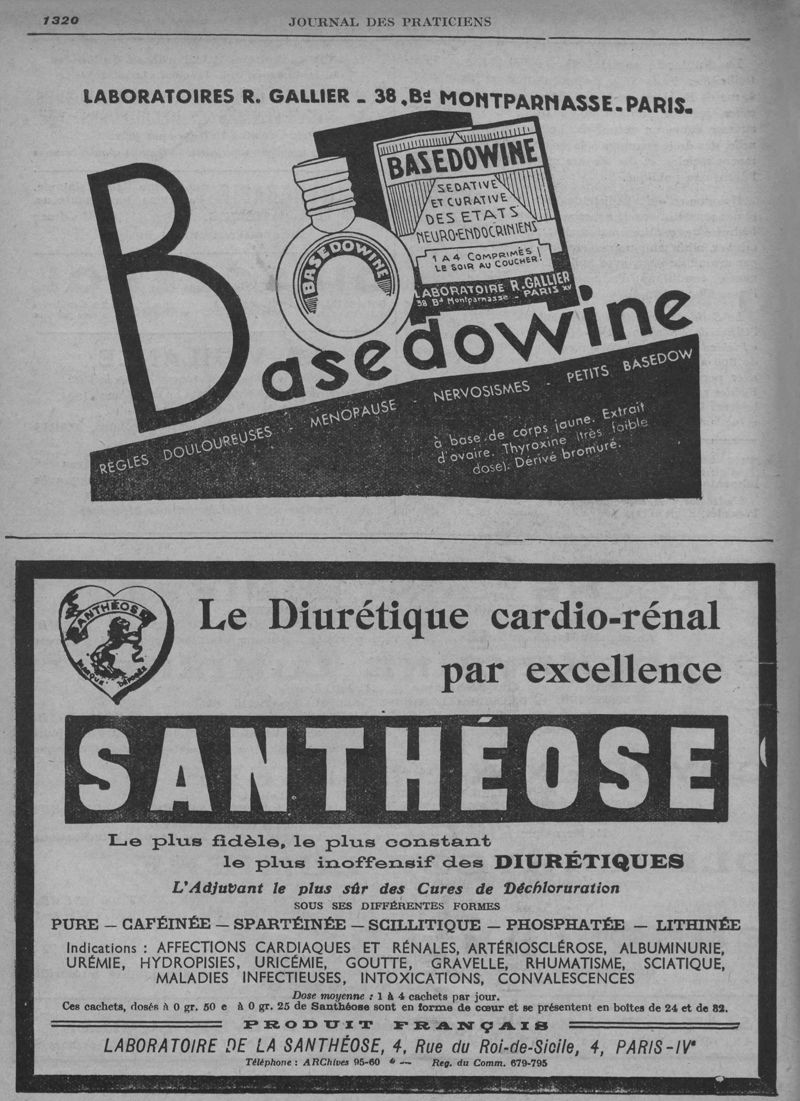 1320
JOURNAL DES PRATICIENS
LABORATOIRES R. GALLIER - 38, Bd MONTPARNASSE - PARIS.
BASEDOWINE
SEDATIVE
ET CURATIVE
DES ETATS
NEURO-ENDOCRINIENS
1 A 4 COMPRIMÉS
LE SOIR AU COUCHER!
LABORATOIRE R. GALLIER
38 Bd Montparnasse - PARIS XV
BASEDOWINE
Basedowine
RÈGLES DOULOUREUSES - MENOPAUSE - NERVOSISMES - PETITS BASEDOW
à base de corps jaune. Extrait
d'ovaire. Thyroxine (très faible
dose). Dérivé bromuré.
SANTHÉOSE
MARQUE DÉPOSÉE
Le Diurétique cardio-rénal
par excellence
SANTHÉOSE
Le plus fidèle, le plus constant
le plus inoffensif des DIURÉTIQUES
L'Adjuvant le plus sûr des Cures de Déchloruration
SOUS SES DIFFÉRENTES FORMES
PURE — CAFÉINÉE — SPARTÉINÉE — SCILLITIQUE — PHOSPHATÉE — LITHINÉE
Indications : AFFECTIONS CARDIAQUES ET RÉNALES, ARTÉRIOSCLÉROSE, ALBUMINURIE,
URÉMIE, HYDROPISIES, URICÉMIE, GOUTTE, GRAVELLE, RHUMATISME, SCIATIQUE,
MALADIES INFECTIEUSES, INTOXICATIONS, CONVALESCENCES
Dose moyenne : 1 à 4 cachets par jour.
Ces cachets, dosés à 0 gr. 50 e à 0 gr. 25 de Santhéose sont en forme de cœur et se présentent en boîtes de 24 et de 82.
PRODUIT FRANÇAIS
LABORATOIRE DE LA SANTHÉOSE, 4, Rue du Roi-de-Sicile, 4, PARIS-IVe
Téléphone : ARChives 95-60 — Reg. du Comm. 679-795